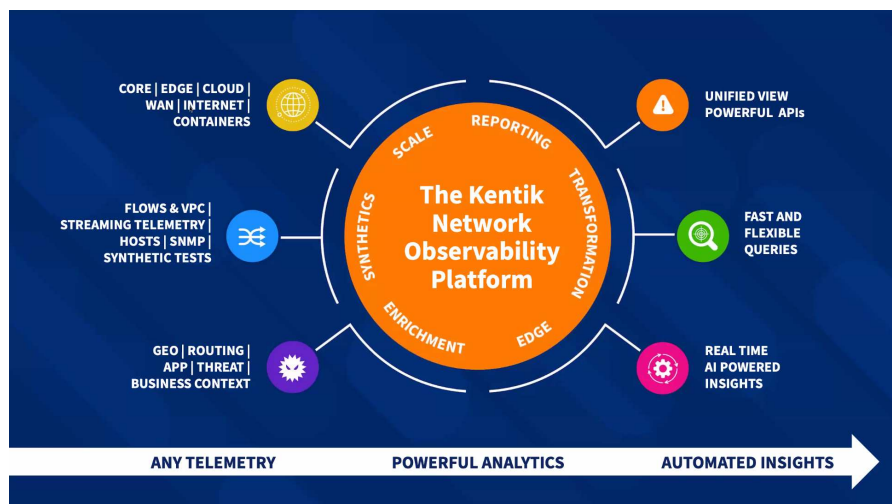 CORE | EDGE | CLOUD |
WAN | INTERNET |
CONTAINERS
FLOWS & VPC |
STREAMING TELEMETRY |
HOSTS | SNMP |
SYNTHETIC TESTS
GEO | ROUTING |
APP | THREAT |
BUSINESS CONTEXT
SCALE
REPORTING
TRANSFORMATION
EDGE
ENRICHMENT
SYNTHETICS
The Kentik
Network
Observability
Platform
UNIFIED VIEW
POWERFUL APIs
FAST AND
FLEXIBLE
QUERIES
REAL TIME
AI POWERED
INSIGHTS
ANY TELEMETRY
POWERFUL ANALYTICS
AUTOMATED INSIGHTS